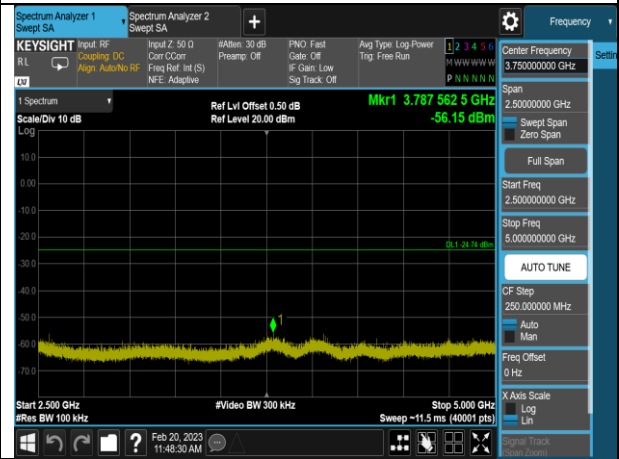 Spectrum Analyzer 1
Swept SA
Spectrum Analyzer 2
Swept SA
Frequency
KEYSIGHT
RL
LXI
Input: RF
Coupling: DC
Align: Auto/No RF
Input Z: 50 Ω
Corr CCorr
Freq Ref: Int (S)
NFE: Adaptive
#Atten: 30 dB
Preamp: Off
PNO: Fast
Gate: Off
IF Gain: Low
Sig Track: Off
Avg Type: Log-Power
Trig: Free Run
1 2 3 4 5 6
M W W W W W
P N N N N N
1 Spectrum
Scale/Div 10 dB
Log
Ref Lvl Offset 0.50 dB
Ref Level 20.00 dBm
Mkr1 3.787 562 5 GHz
-56.15 dBm
10.0
0.00
-10.0
-20.0
-30.0
-40.0
-50.0
-60.0
-70.0
DL1 -24.74 dBm
1
Start 2.500 GHz
#Res BW 100 kHz
#Video BW 300 kHz
Stop 5.000 GHz
Sweep ~11.5 ms (40001 pts)
Feb 20, 2023
11:48:30 AM
Center Frequency
3.750000000 GHz
Settin
Span
2.50000000 GHz
Swept Span
Zero Span
Full Span
Start Freq
2.500000000 GHz
Stop Freq
5.000000000 GHz
AUTO TUNE
CF Step
250.000000 MHz
Auto
Man
Freq Offset
0 Hz
X Axis Scale
Log
Lin
Signal Track
(Span Zoom)